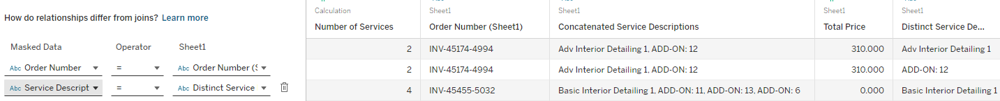 How do relationships differ from joins? Learn more
Masked Data Operator Sheet1
Abc Order Number = Abc Order Number (S
Abc Service Descript = Abc Distinct Service
Calculation Sheet1 Sheet1 Sheet1 Sheet1
Number of Services Order Number (Sheet1) Concatenated Service Descriptions Total Price Distinct Service De...
2 INV-45174-4994 Adv Interior Detailing 1, ADD-ON: 12 310.000 Adv Interior Detailing 1
2 INV-45174-4994 Adv Interior Detailing 1, ADD-ON: 12 310.000 ADD-ON: 12
4 INV-45455-5032 Basic Interior Detailing 1, ADD-ON: 11, ADD-ON: 13, ADD-ON: 6 0.000 Basic Interior Detailing 1